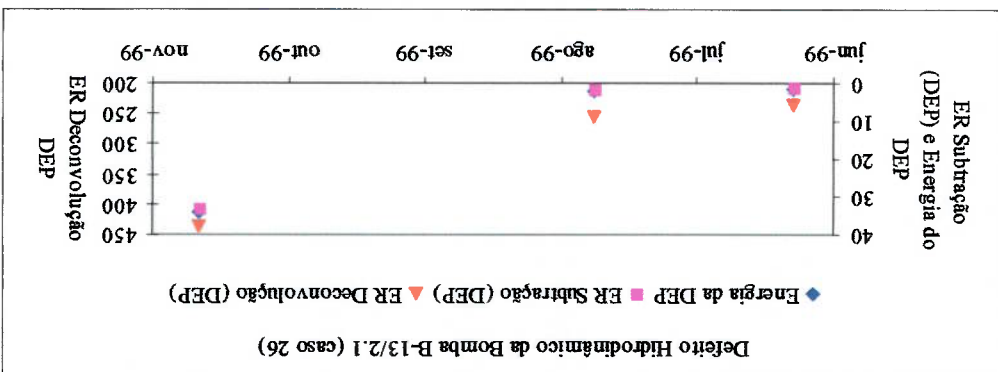 Defeito Hidrodinâmico da Bomba B-13/2.1 (caso 26)
Energia da DEP ER Subtração (DEP) ER Deconvolução (DEP)
ER Subtração
(DEP) e Energia do
DEP
40
30
20
10
0
450
400
350
300
250
200
ER Deconvolução
DEP
jun-99 jul-99 ago-99 set-99 out-99 nov-99